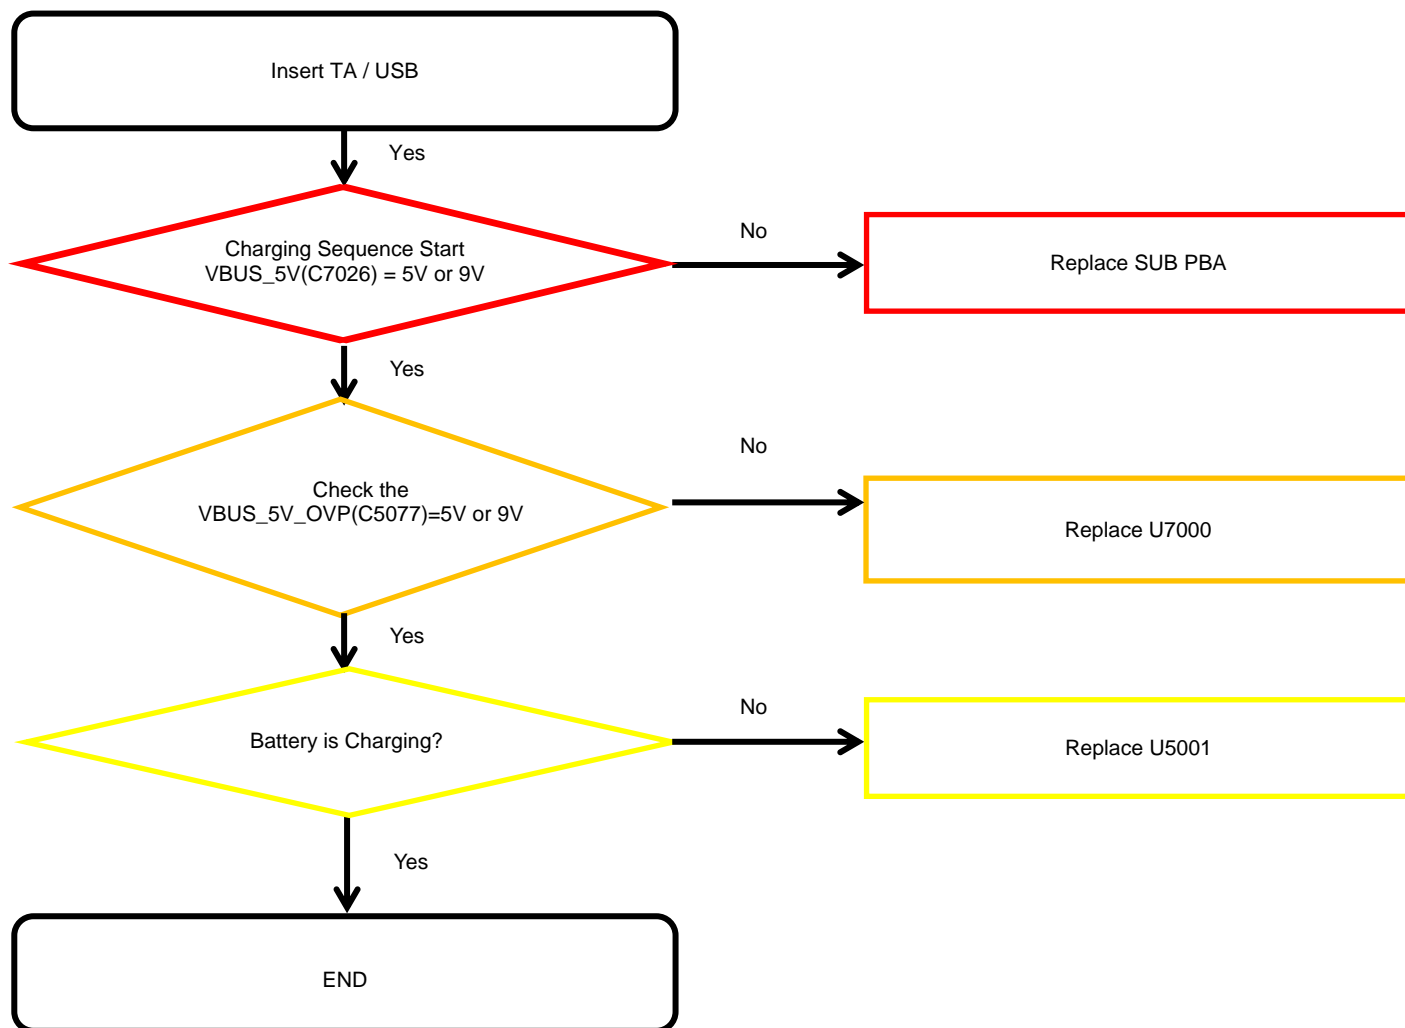 Insert TA / USB
Yes
Charging Sequence Start
VBUS_5V(C7026) = 5V or 9V
No
Replace SUB PBA
Yes
Check the
VBUS_5V_OVP(C5077)=5V or 9V
No
Replace U7000
Yes
Battery is Charging?
No
Replace U5001
Yes
END